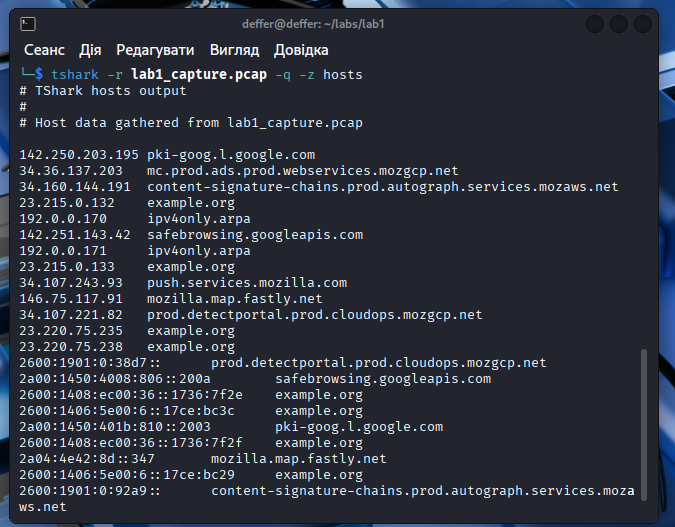 deffer@deffer: ~/labs/lab1
Сеанс Дія Редагувати Вигляд Довідка
└─$ tshark -r lab1_capture.pcap -q -z hosts
# TShark hosts output
#
# Host data gathered from lab1_capture.pcap
142.250.203.195 pki-goog.l.google.com
34.36.137.203 mc.prod.ads.prod.webservices.mozgcp.net
34.160.144.191 content-signature-chains.prod.autograph.services.mozaws.net
23.215.0.132 example.org
192.0.0.170 ipv4only.arpa
142.251.143.42 safebrowsing.googleapis.com
192.0.0.171 ipv4only.arpa
23.215.0.133 example.org
34.107.243.93 push.services.mozilla.com
146.75.117.91 mozilla.map.fastly.net
34.107.221.82 prod.detectportal.prod.cloudops.mozgcp.net
23.220.75.235 example.org
23.220.75.238 example.org
2600:1901:0:38d7:: prod.detectportal.prod.cloudops.mozgcp.net
2a00:1450:4008:806::200a safebrowsing.googleapis.com
2600:1408:ec00:36::1736:7f2e example.org
2600:1406:5e00:6::17ce:bc3c example.org
2a00:1450:401b:810::2003 pki-goog.l.google.com
2600:1408:ec00:36::1736:7f2f example.org
2a04:4e42:8d::347 mozilla.map.fastly.net
2600:1406:5e00:6::17ce:bc29 example.org
2600:1901:0:92a9:: content-signature-chains.prod.autograph.services.moza
ws.net